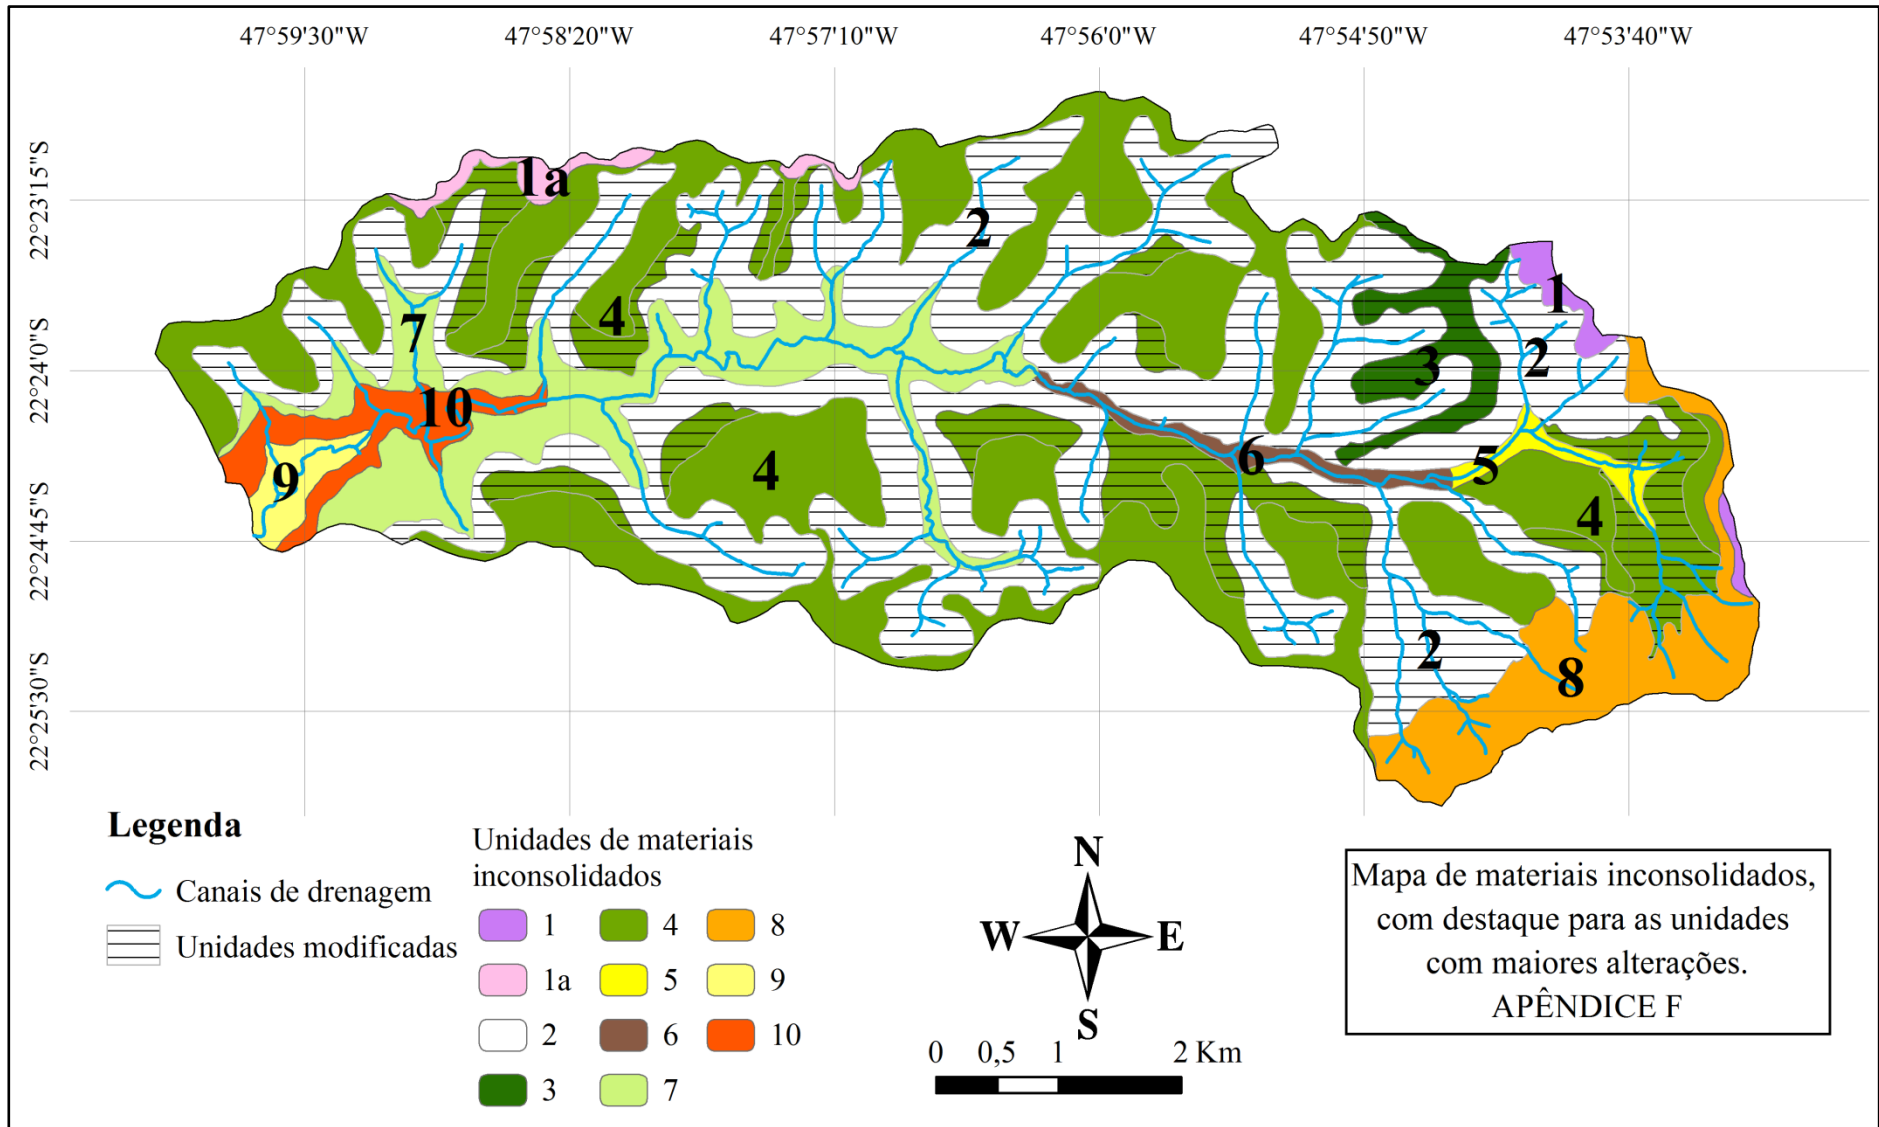 47°59'30"W 47°58'20"W 47°57'10"W 47°56'0"W 47°54'50"W 47°53'40"W
22°23'15"S
22°24'0"S
22°24'45"S
22°25'30"S
1a
2
1
4
7
3
2
10
4
6
5
9
4
2
8
Legenda
Canais de drenagem
Unidades modificadas
Unidades de materiais
inconsolidados
1 4 8
1a 5 9
2 6 10
3 7
N
W E
S
0 0,5 1 2 Km
Mapa de materiais inconsolidados,
com destaque para as unidades
com maiores alterações.
APÊNDICE F